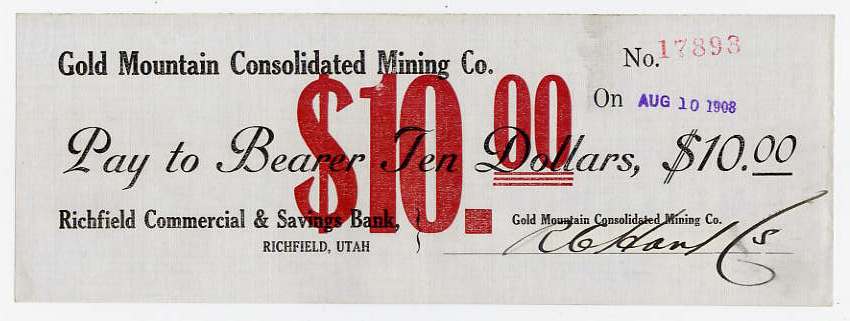 Gold Mountain Consolidated Mining Co.
No. 17893
On AUG 10 1908
$10.00
Pay to Bearer Ten Dollars, $10.00
Richfield Commercial & Savings Bank,
RICHFIELD, UTAH
Gold Mountain Consolidated Mining Co.